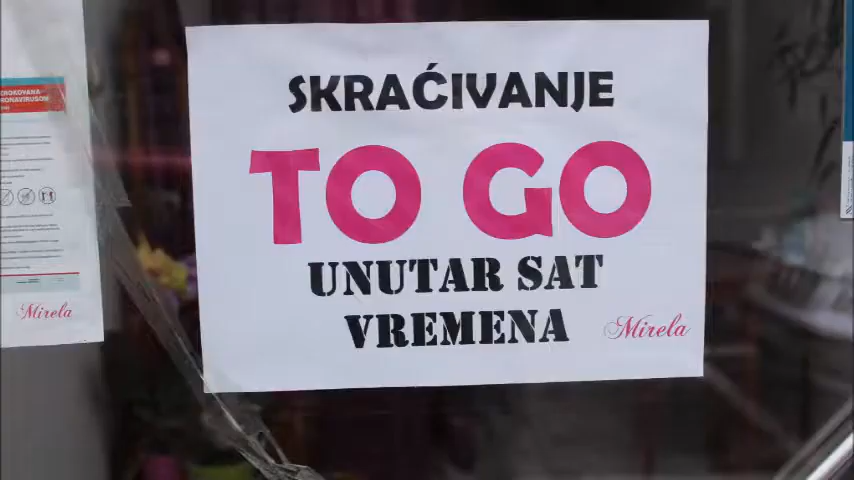 SKRAĆIVANJE
TO GO
UNUTAR SAT
VREMENA
Mirela
Mirela